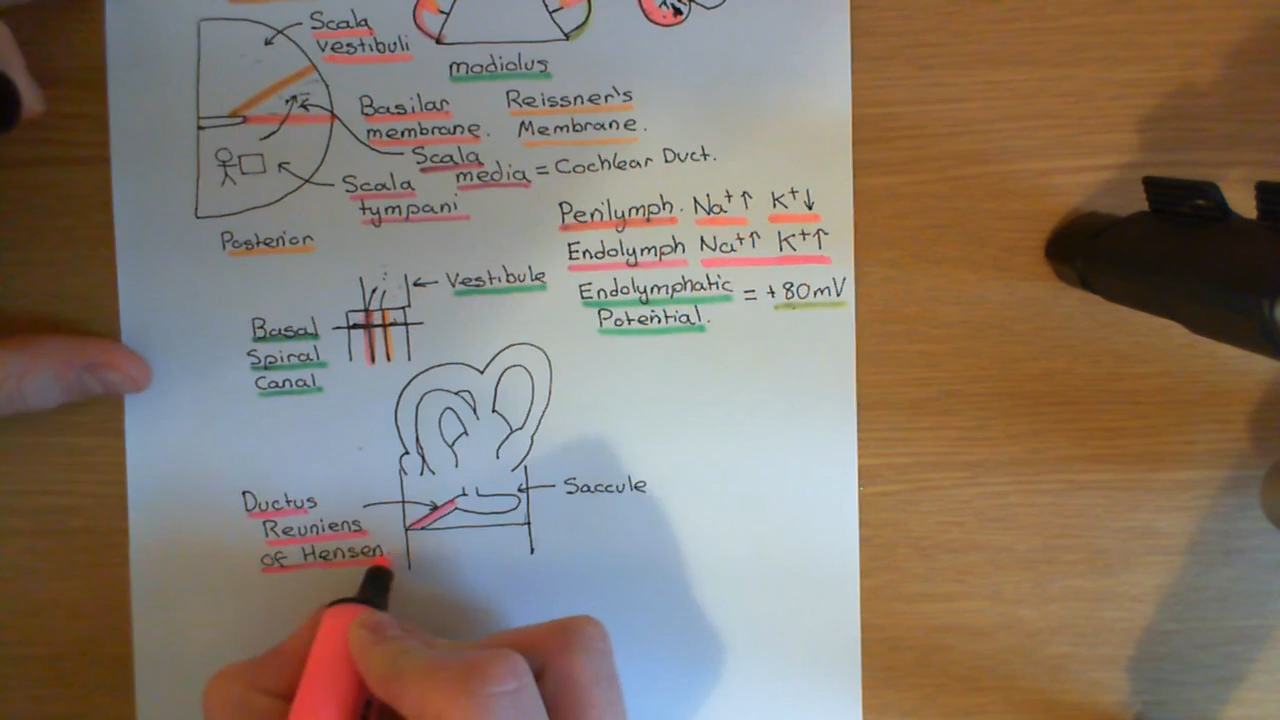 Scala
vestibuli
modiolus
Basilar
membrane.
Reissner's
Membrane.
Scala
media = Cochlear Duct.
Scala
tympani
Posterior
Perilymph. Na+↑ K+↓
Endolymph Na+↑ K+↑
Endolymphatic = +80mV
Potential.
Vestibule
Basal
Spiral
Canal
Saccule
Ductus
Reuniens
of Hensen